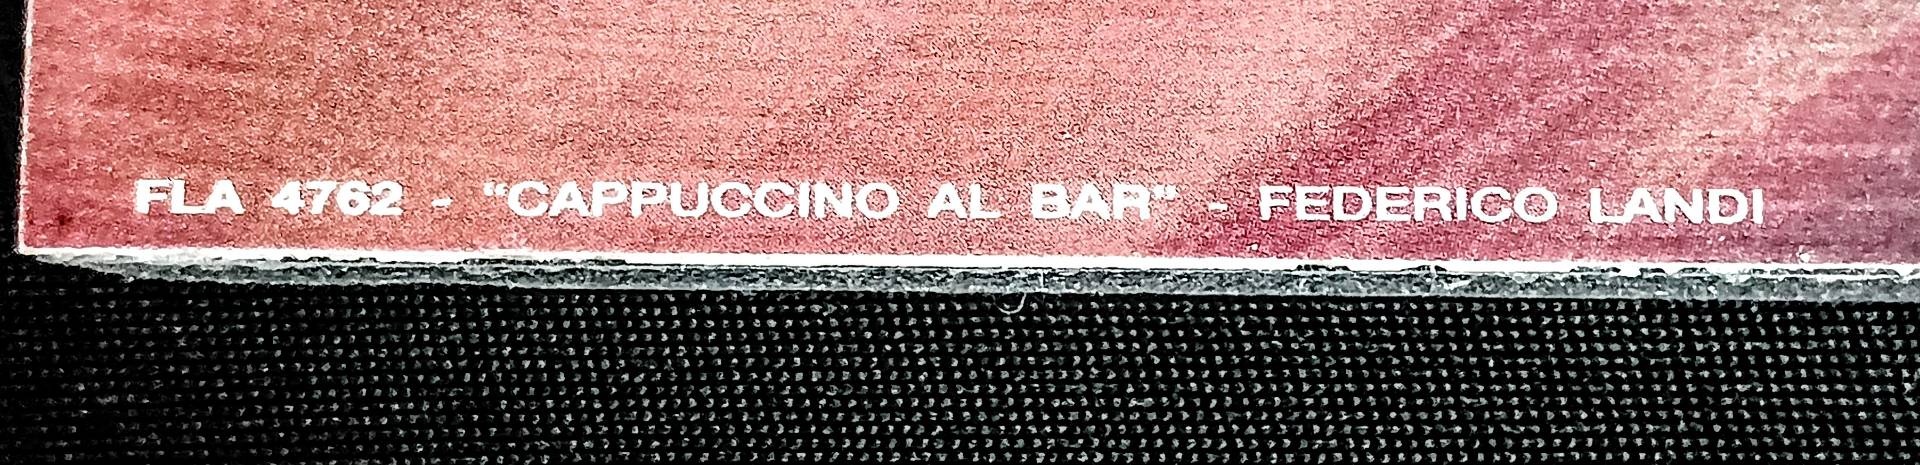 FLA 4762 - "CAPPUCCINO AL BAR" - FEDERICO LANDI